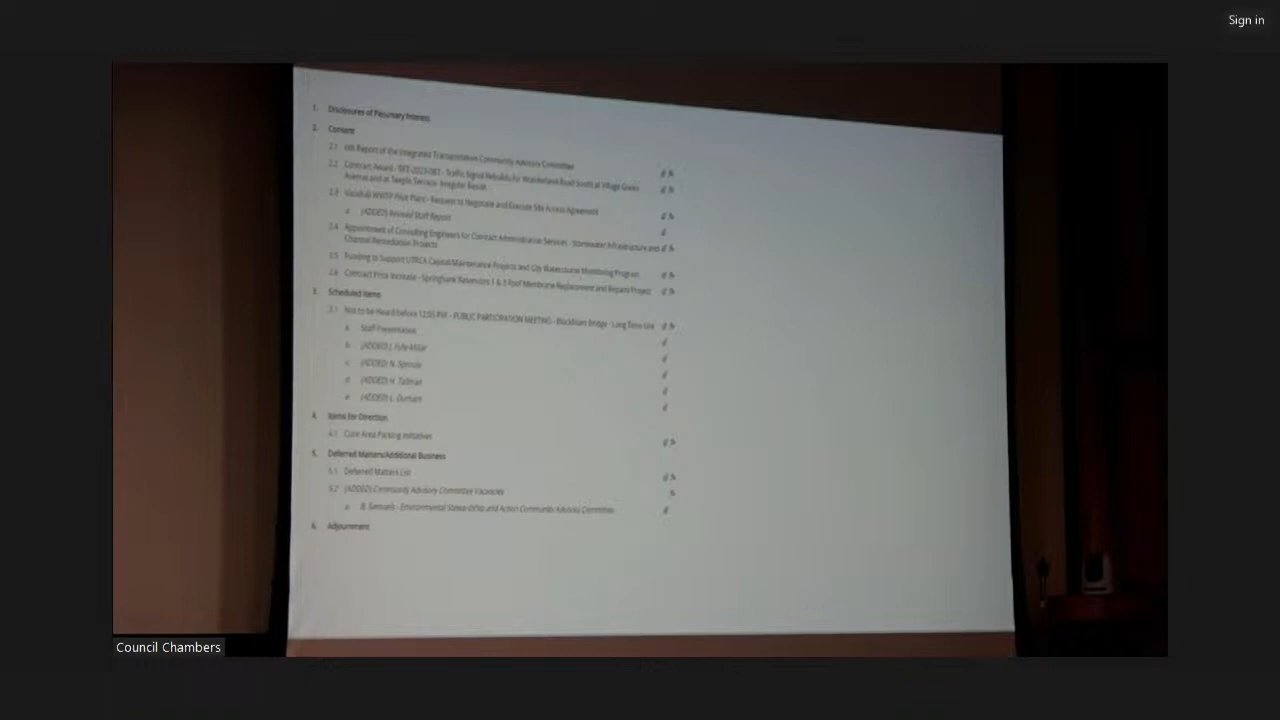 Sign in
1. Disclosures of Pecuniary Interest
2. Consent
2.1 6th Report of the Integrated Transportation Community Advisory Committee
2.2 Contract Award - Traffic Signal Rebuilds for Wonderland Road South at Village Green
Avenue and at Teeple Terrace- Irregular Result
2.3 Vauxhall WWTP Pilot Plant - Request to Negotiate and Execute Site Access Agreement
a. (ADDED) Revised Staff Report
2.4 Appointment of Consulting Engineers for Contract Administration Services - Stormwater Infrastructure and
Channel Remediation Projects
2.5 Funding to Support UTRCA Capital Maintenance Projects and City Watercourse Monitoring Program
2.6 Contract Price Increase - Springbank Reservoirs 1 & 3 Roof Membrane Replacement and Repairs Project
3. Scheduled Items
3.1 Not to be Heard before 12:05 PM - PUBLIC PARTICIPATION MEETING - Blackfriars Bridge - Long Term Use
a. Staff Presentation
b. (ADDED) J. Fyfe-Millar
c. (ADDED) N. Sprouse
d. (ADDED) H. Tallman
e. (ADDED) L. Durham
4. Items for Direction
4.1 Core Area Parking Initiatives
5. Deferred Matters/Additional Business
5.1 Deferred Matters List
5.2 (ADDED) Community Advisory Committee Vacancies
a. B. Samuels - Environmental Stewardship and Action Community Advisory Committee
6. Adjournment
Council Chambers